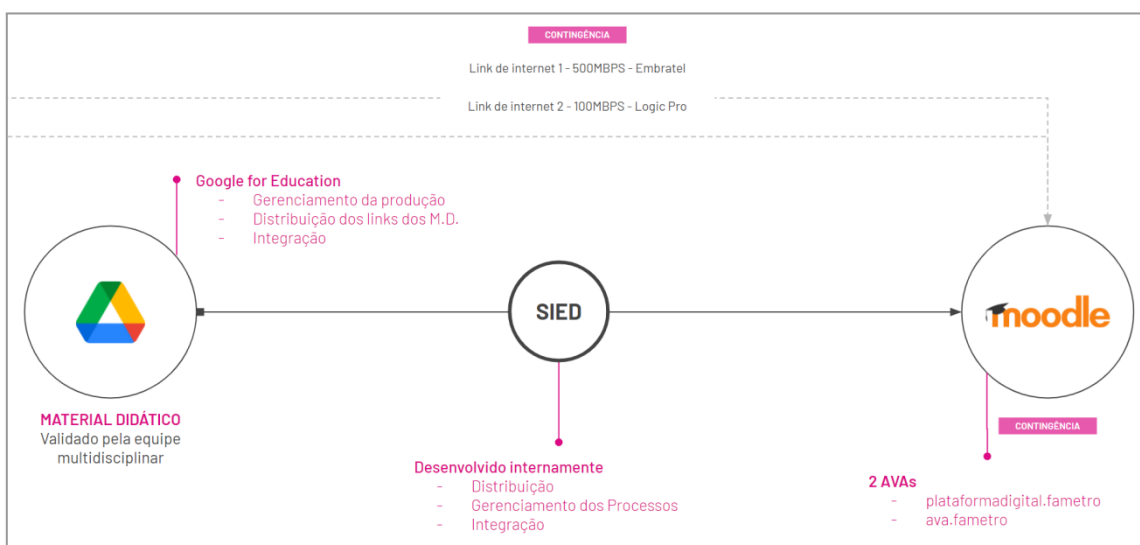 CONTINGÊNCIA
Link de internet 1 - 500MBPS - Embratel
Link de internet 2 - 100MBPS - Logic Pro
Google for Education
- Gerenciamento da produção
- Distribuição dos links dos M.D.
- Integração
SIED
moodle
MATERIAL DIDÁTICO
Validado pela equipe
multidisciplinar
CONTINGÊNCIA
Desenvolvido internamente
- Distribuição
- Gerenciamento dos Processos
- Integração
2 AVAs
- plataformadigital.fametro
- ava.fametro